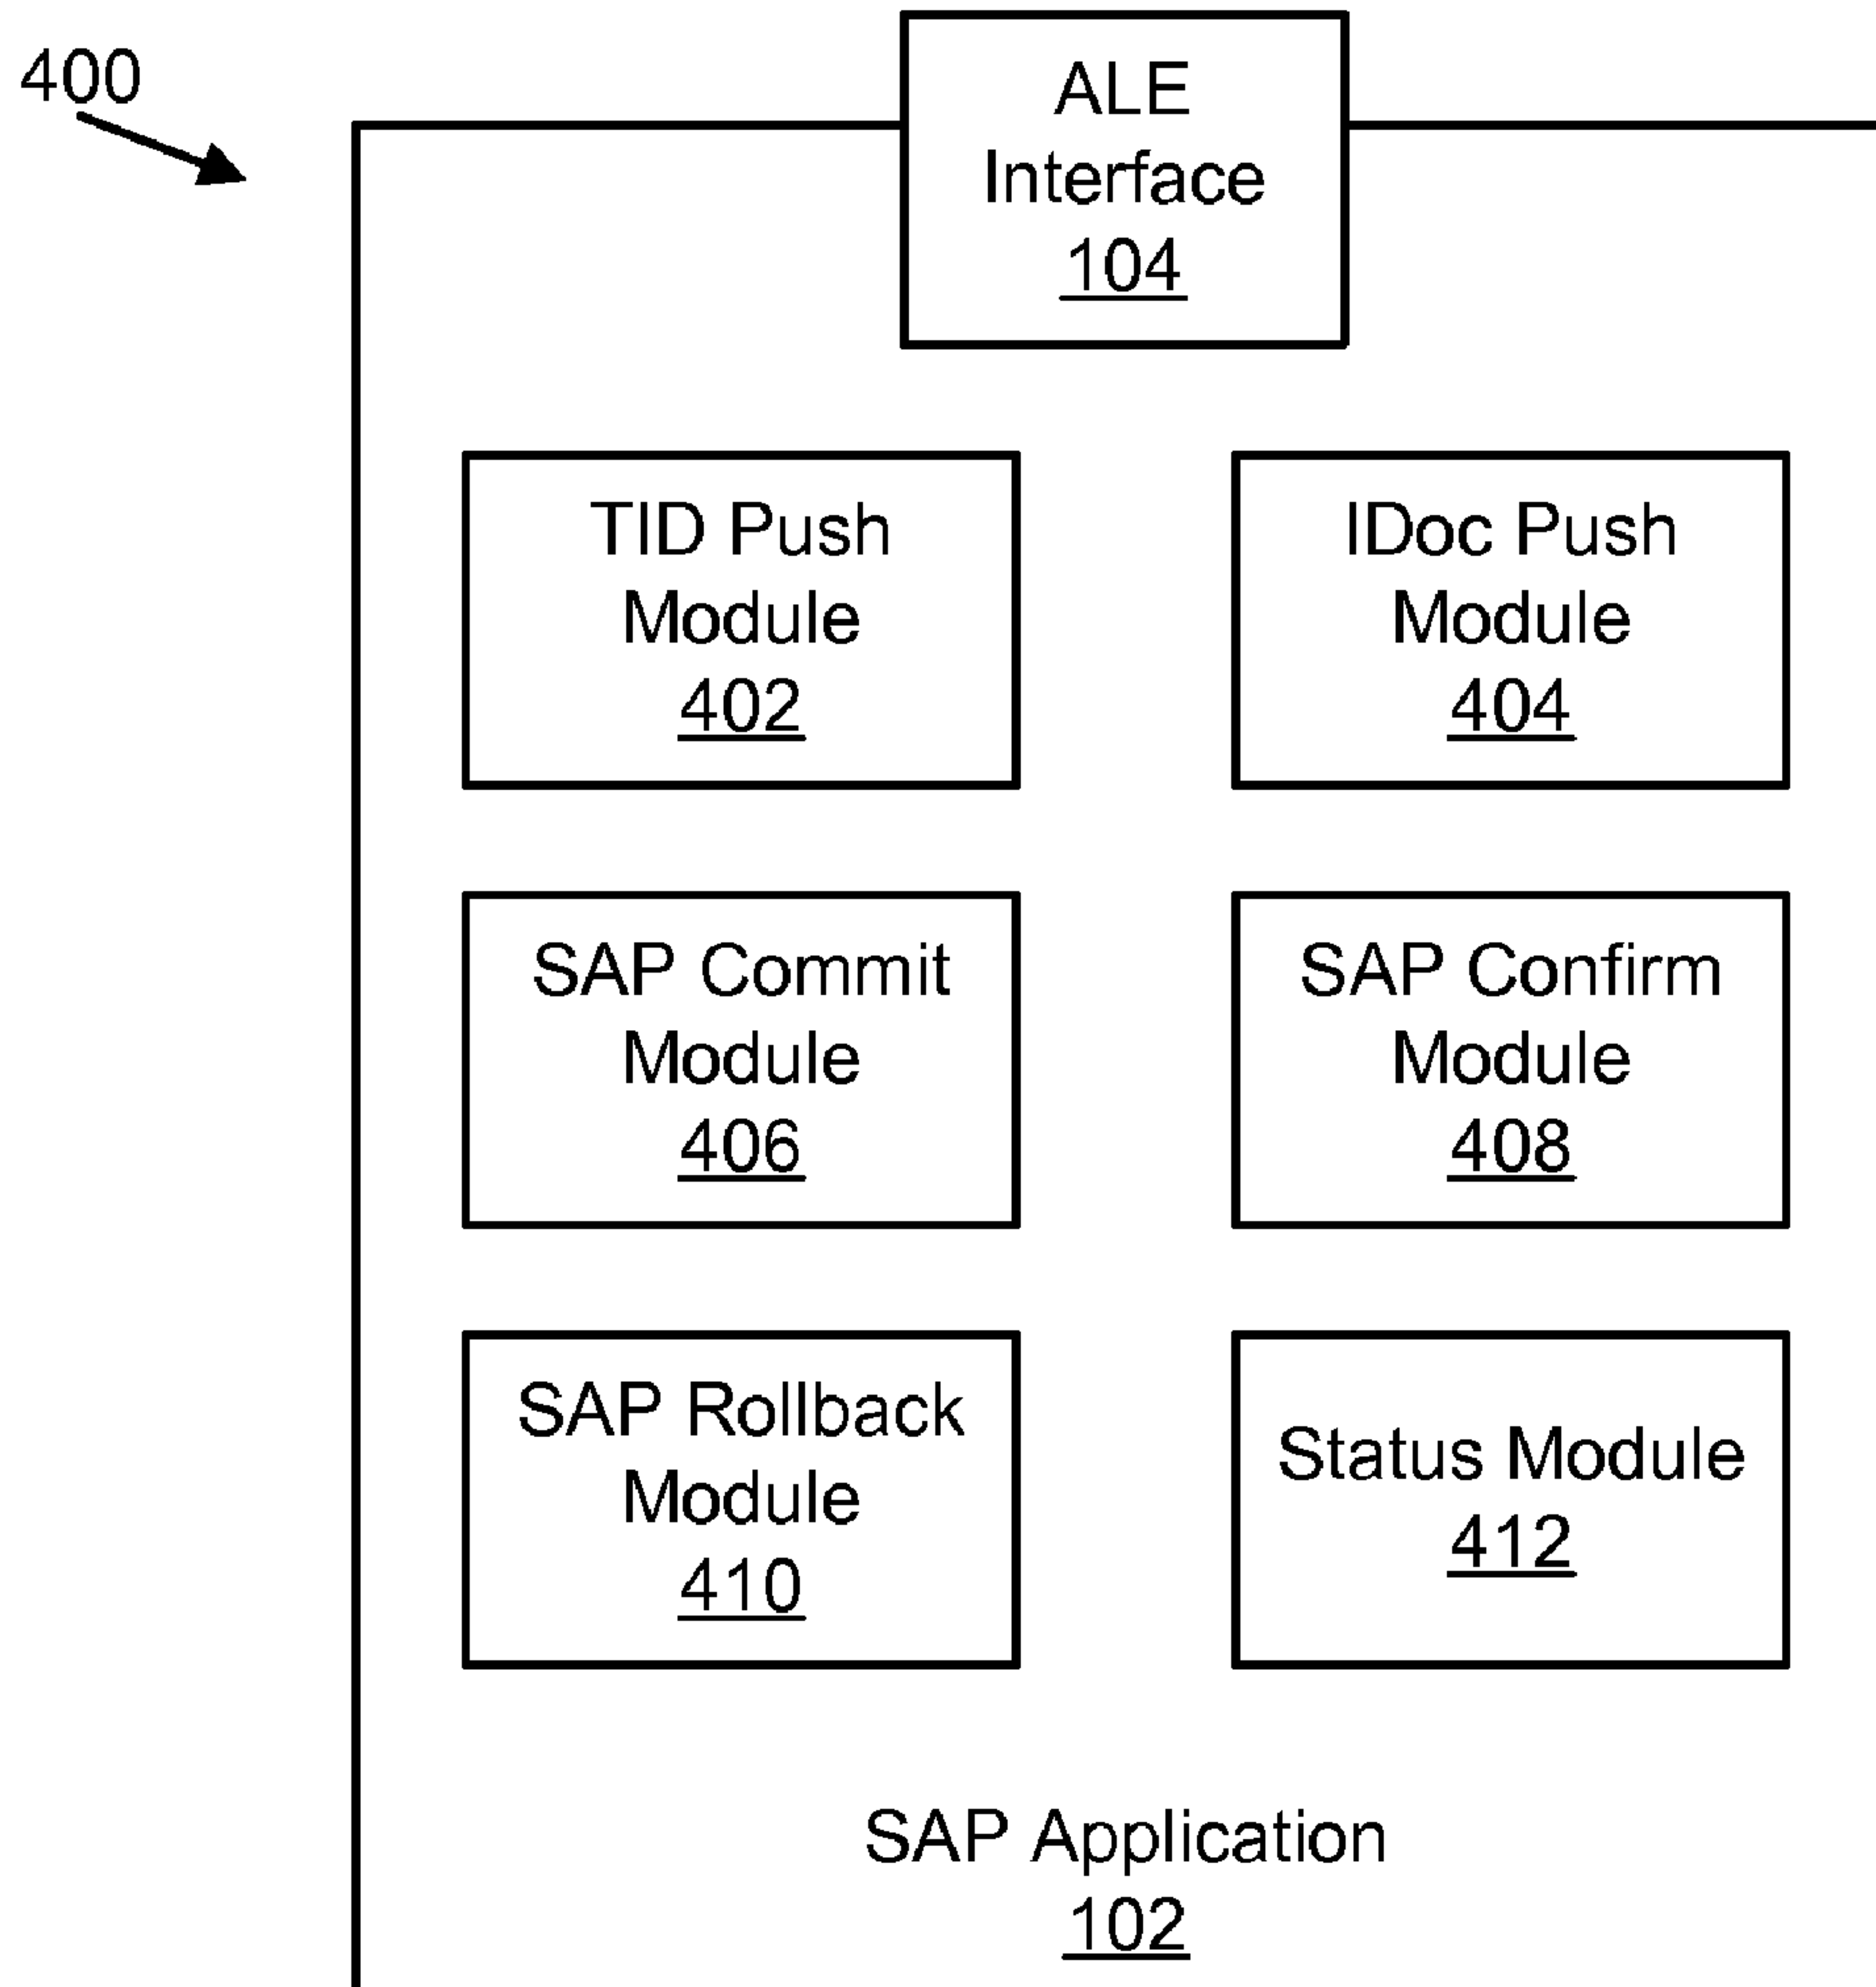 400
ALE
Interface
104
TID Push
Module
402
IDoc Push
Module
404
SAP Commit
Module
406
SAP Confirm
Module
408
SAP Rollback
Module
410
Status Module
412
SAP Application
102